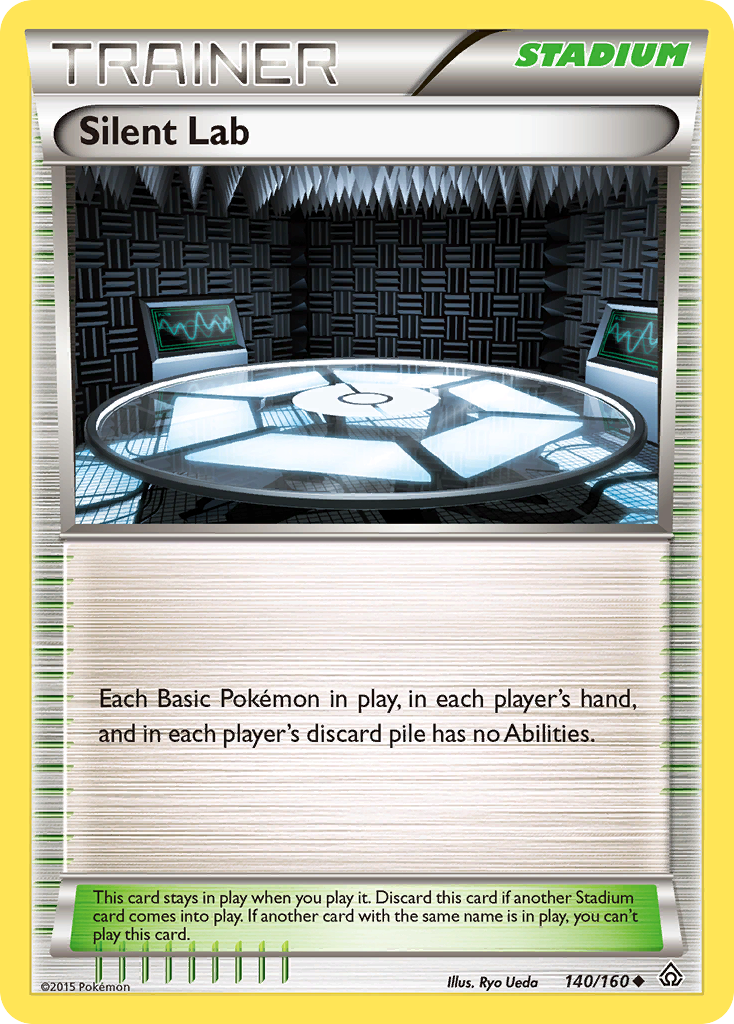 TRAINER
STADIUM
Silent Lab
Each Basic Pokémon in play, in each player's hand,
and in each player's discard pile has no Abilities.
This card stays in play when you play it. Discard this card if another Stadium
card comes into play. If another card with the same name is in play, you can't
play this card.
©2015 Pokémon
Illus. Ryo Ueda
140/160